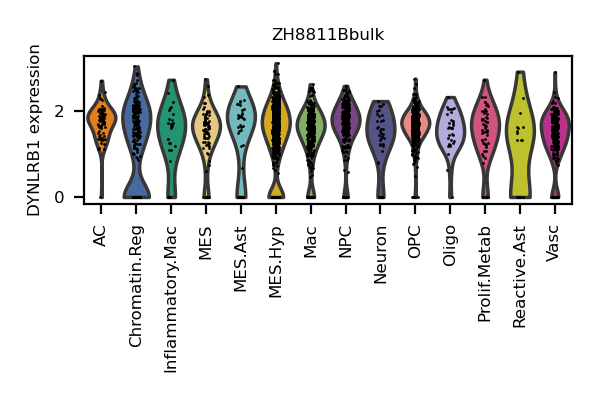 ZH8811Bbulk
DYNLRB1 expression
2
0
AC
Chromatin.Reg
Inflammatory.Mac
MES
MES.Ast
MES.Hyp
Mac
NPC
Neuron
OPC
Oligo
Prolif.Metab
Reactive.Ast
Vasc